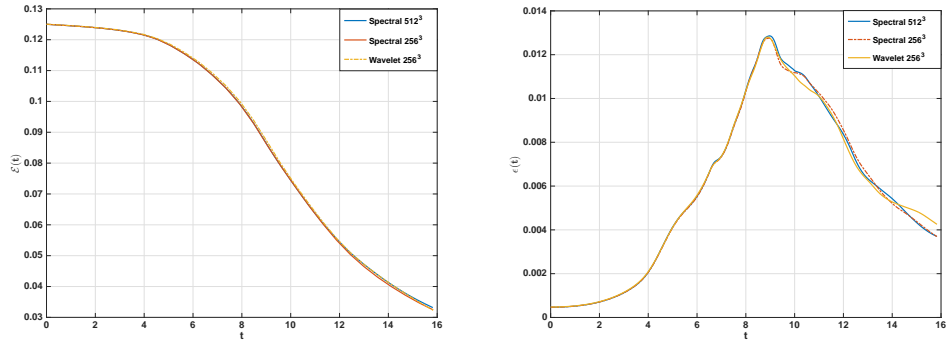 0.13
0.12
0.11
0.1
0.09
0.08
0.07
0.06
0.05
0.04
0.03
ℰ(t)
0 2 4 6 8 10 12 14 16
t
Spectral 512³
Spectral 256³
Wavelet 256³
0.014
0.012
0.01
0.008
0.006
0.004
0.002
0
ϵ(t)
0 2 4 6 8 10 12 14 16
t
Spectral 512³
Spectral 256³
Wavelet 256³